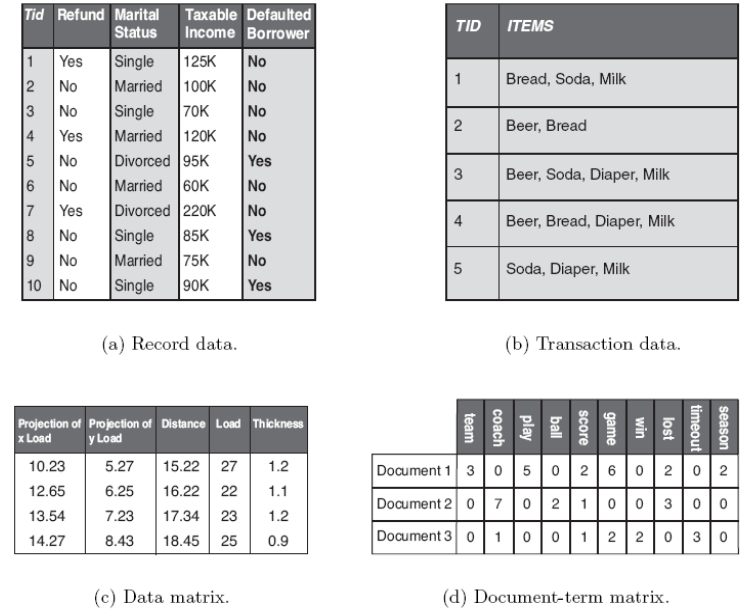 Tid Refund Marital Status Taxable Income Defaulted Borrower
1 Yes Single 125K No
2 No Married 100K No
3 No Single 70K No
4 Yes Married 120K No
5 No Divorced 95K Yes
6 No Married 60K No
7 Yes Divorced 220K No
8 No Single 85K Yes
9 No Married 75K No
10 No Single 90K Yes
(a) Record data.
TID ITEMS
1 Bread, Soda, Milk
2 Beer, Bread
3 Beer, Soda, Diaper, Milk
4 Beer, Bread, Diaper, Milk
5 Soda, Diaper, Milk
(b) Transaction data.
Projection of x Load Projection of y Load Distance Load Thickness
10.23 5.27 15.22 27 1.2
12.65 6.25 16.22 22 1.1
13.54 7.23 17.34 23 1.2
14.27 8.43 18.45 25 0.9
(c) Data matrix.
team coach play ball score game win lost timeout season
Document 1 3 0 5 0 2 6 0 2 0 2
Document 2 0 7 0 2 1 0 0 3 0 0
Document 3 0 1 0 0 1 2 2 0 3 0
(d) Document-term matrix.